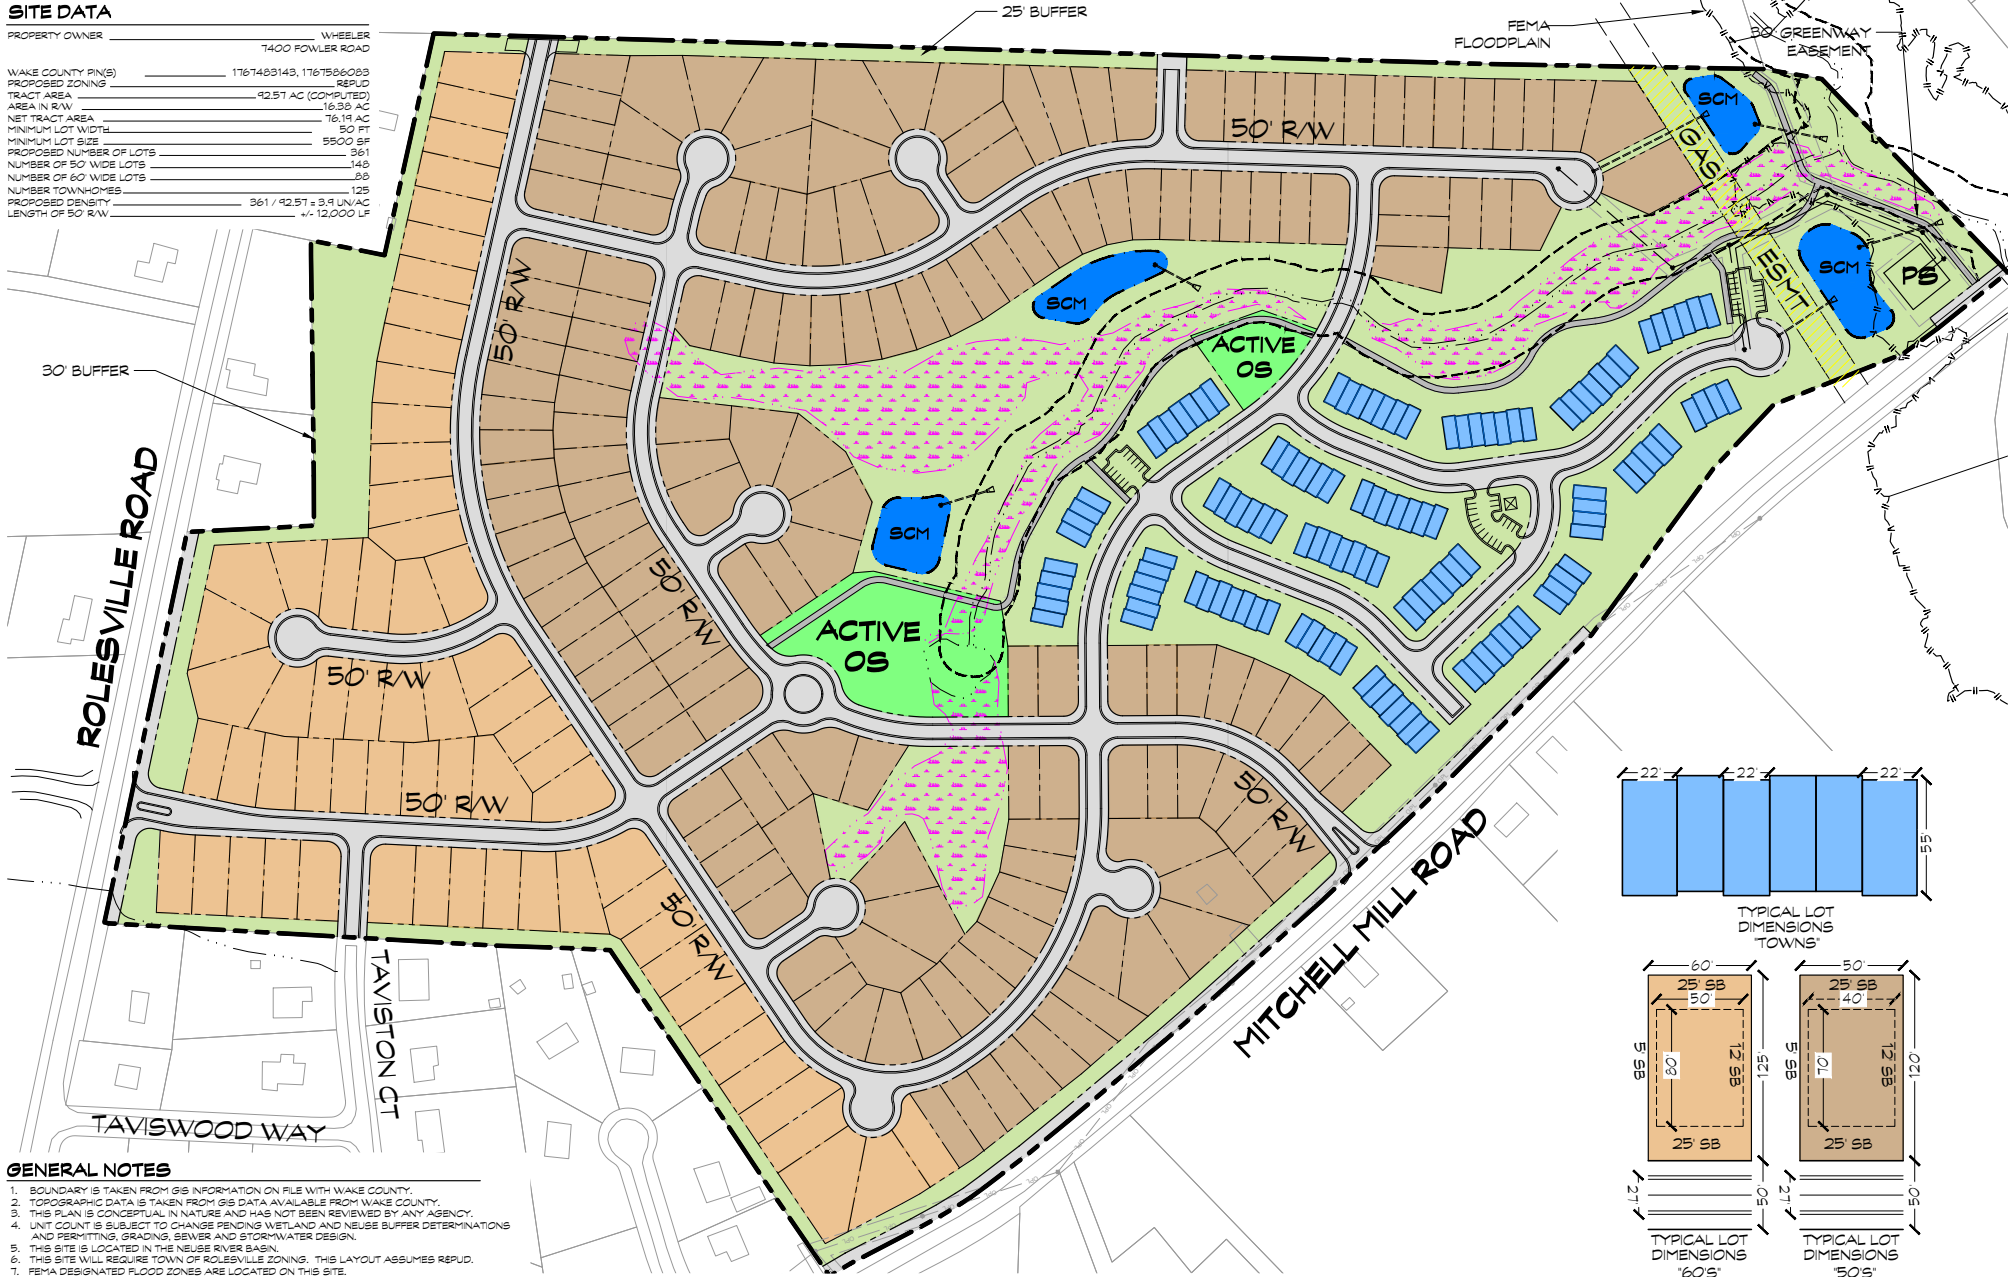 SITE DATA
PROPERTY OWNER WHEELER
7400 FOWLER ROAD
WAKE COUNTY PIN(S) 1767483143, 1767586083
PROPOSED ZONING R&PUD
TRACT AREA 92.57 AC (COMPUTED)
AREA IN R/W 16.38 AC
NET TRACT AREA 76.19 AC
MINIMUM LOT WIDTH 50 FT
MINIMUM LOT SIZE 5500 SF
PROPOSED NUMBER OF LOTS 361
NUMBER OF 50' WIDE LOTS 148
NUMBER OF 60' WIDE LOTS 88
NUMBER TOWNHOMES 125
PROPOSED DENSITY 361 / 92.57 = 3.9 UN/AC
LENGTH OF 50' R/W +/- 12,000 LF
25' BUFFER
FEMA
FLOODPLAIN
30' GREENWAY
EASEMENT
30' BUFFER
SCM
GAS
ESMT
SCM
PS
SCM
SCM
50' R/W
50' R/W
50' R/W
50' R/W
50' R/W
50' R/W
50' R/W
ACTIVE
OS
ACTIVE
OS
ROLESVILLE ROAD
MITCHELL MILL ROAD
TAVISTON CT
TAVISWOOD WAY
22' 22' 22'
55'
TYPICAL LOT
DIMENSIONS
"TOWNS"
60'
25' SB
50'
5' SB
80'
12' SB
125'
25' SB
27'
50'
TYPICAL LOT
DIMENSIONS
"60'S"
50'
25' SB
40'
5' SB
70'
12' SB
120'
25' SB
27'
50'
TYPICAL LOT
DIMENSIONS
"50'S"
GENERAL NOTES
1. BOUNDARY IS TAKEN FROM GIS INFORMATION ON FILE WITH WAKE COUNTY.
2. TOPOGRAPHIC DATA IS TAKEN FROM GIS DATA AVAILABLE FROM WAKE COUNTY.
3. THIS PLAN IS CONCEPTUAL IN NATURE AND HAS NOT BEEN REVIEWED BY ANY AGENCY.
4. UNIT COUNT IS SUBJECT TO CHANGE PENDING WETLAND AND NEUSE BUFFER DETERMINATIONS
AND PERMITTING, GRADING, SEWER AND STORMWATER DESIGN.
5. THIS SITE IS LOCATED IN THE NEUSE RIVER BASIN.
6. THIS SITE WILL REQUIRE TOWN OF ROLESVILLE ZONING. THIS LAYOUT ASSUMES R&PUD.
7. FEMA DESIGNATED FLOOD ZONES ARE LOCATED ON THIS SITE.